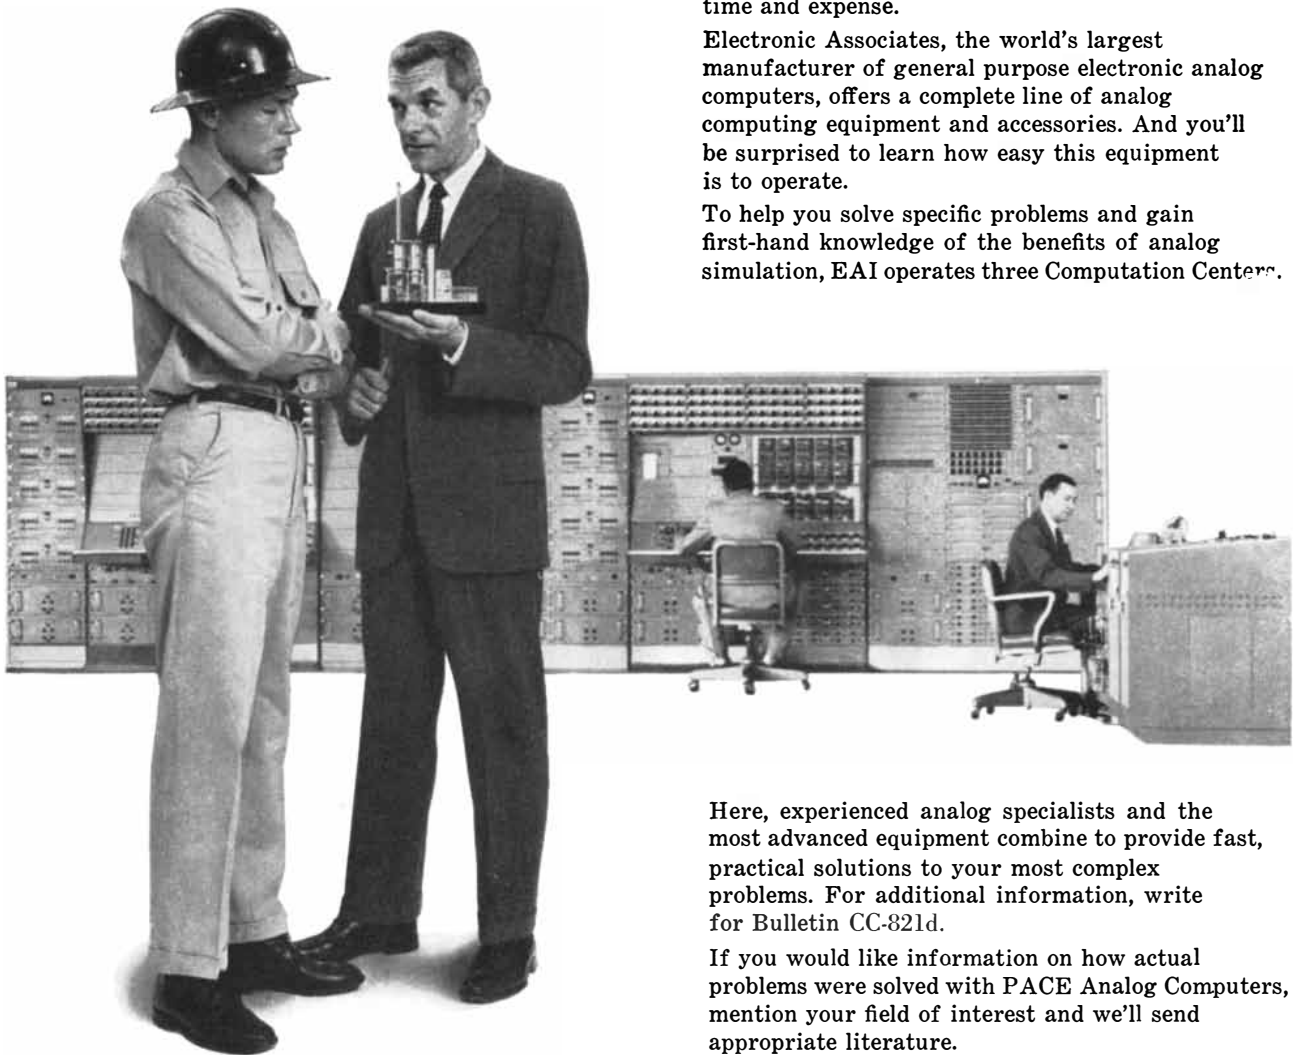 time and expense.
Electronic Associates, the world's largest
manufacturer of general purpose electronic analog
computers, offers a complete line of analog
computing equipment and accessories. And you'll
be surprised to learn how easy this equipment
is to operate.
To help you solve specific problems and gain
first-hand knowledge of the benefits of analog
simulation, EAI operates three Computation Centers.
Here, experienced analog specialists and the
most advanced equipment combine to provide fast,
practical solutions to your most complex
problems. For additional information, write
for Bulletin CC-821d.
If you would like information on how actual
problems were solved with PACE Analog Computers,
mention your field of interest and we'll send
appropriate literature.